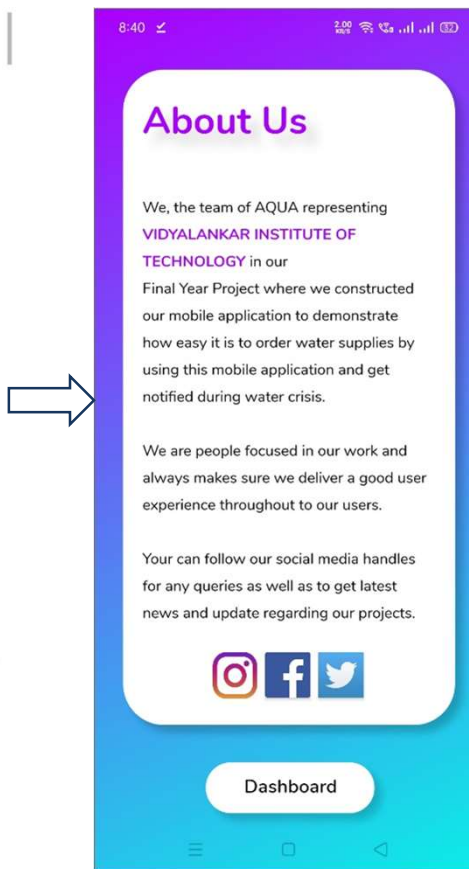 8:40
2.00
KB/S
32
About Us
We, the team of AQUA representing
VIDYALANKAR INSTITUTE OF
TECHNOLOGY in our
Final Year Project where we constructed
our mobile application to demonstrate
how easy it is to order water supplies by
using this mobile application and get
notified during water crisis.
We are people focused in our work and
always makes sure we deliver a good user
experience throughout to our users.
Your can follow our social media handles
for any queries as well as to get latest
news and update regarding our projects.
Dashboard